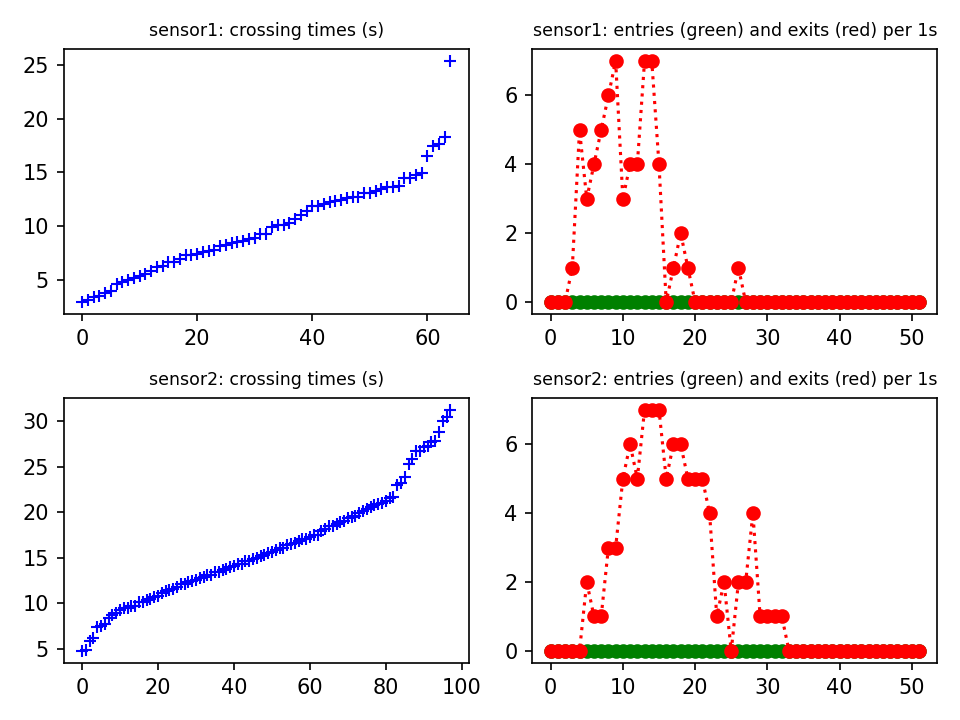 sensor1: crossing times (s)
sensor1: entries (green) and exits (red) per 1s
25
20
15
10
5
0 20 40 60
6
4
2
0
0 10 20 30 40 50
sensor2: crossing times (s)
sensor2: entries (green) and exits (red) per 1s
30
25
20
15
10
5
0 20 40 60 80 100
6
4
2
0
0 10 20 30 40 50